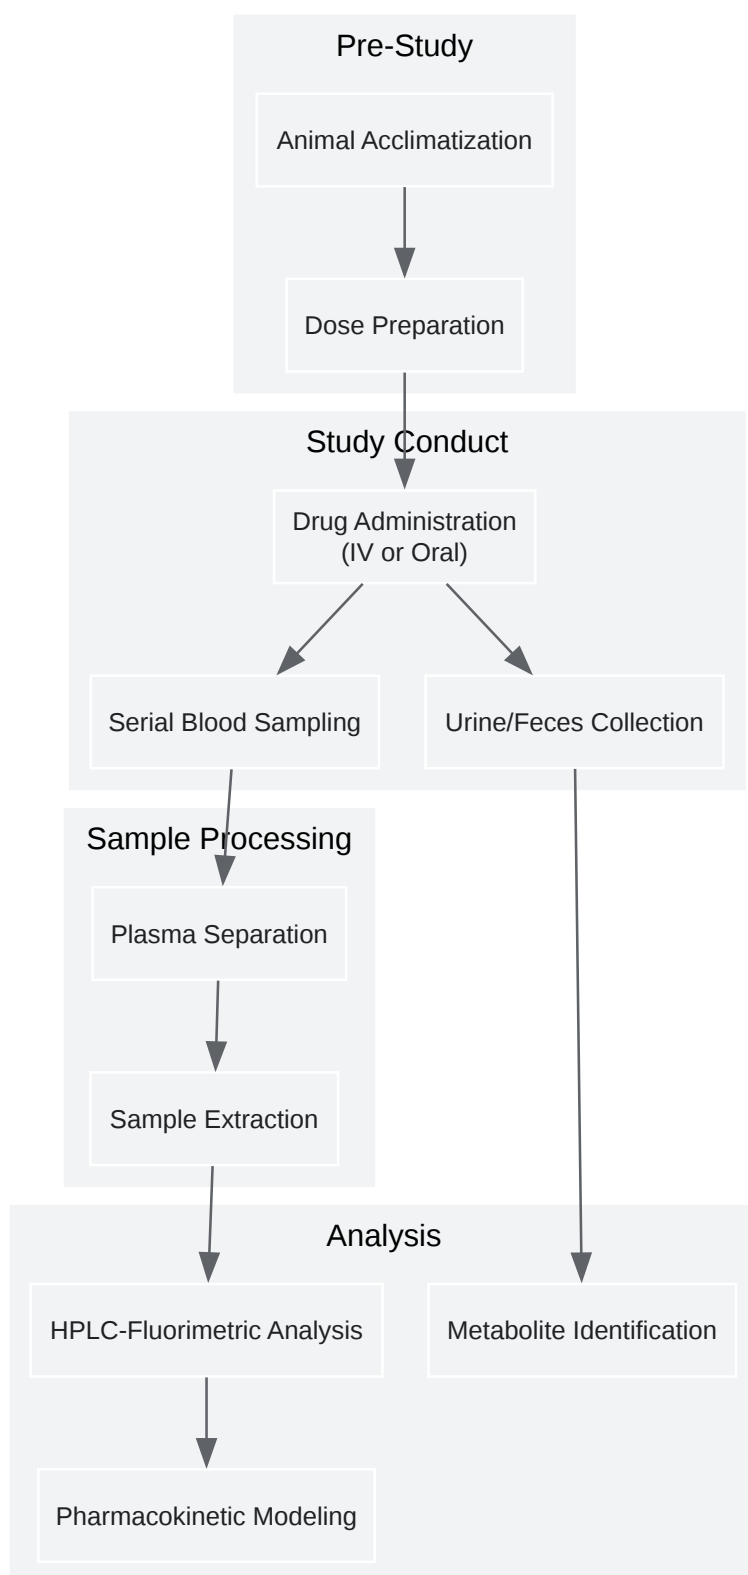 Pre-Study
Animal Acclimatization
Dose Preparation
Study Conduct
Drug Administration
(IV or Oral)
Serial Blood Sampling
Urine/Feces Collection
Sample Processing
Plasma Separation
Sample Extraction
Analysis
HPLC-Fluorimetric Analysis
Metabolite Identification
Pharmacokinetic Modeling